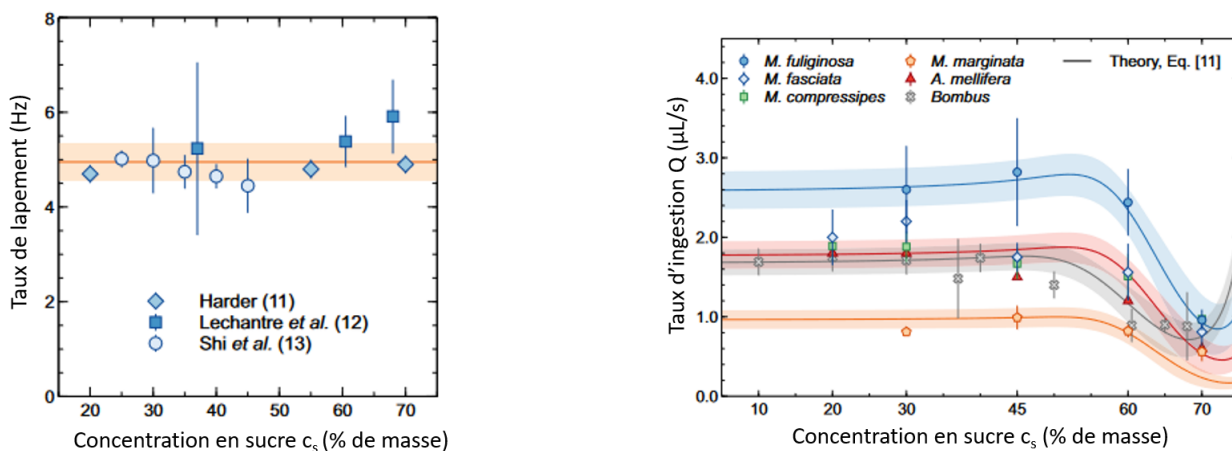 8
6
4
2
0
Taux de lapement (Hz)
Harder (11)
Lechantre et al. (12)
Shi et al. (13)
20 30 40 50 60 70
Concentration en sucre cs (% de masse)
4.0
3.0
2.0
1.0
0.0
Taux d'ingestion Q (µL/s)
M. fuliginosa
M. fasciata
M. compressipes
M. marginata
A. mellifera
Bombus
Theory, Eq. [11]
10 30 45 60 70
Concentration en sucre cs (% de masse)